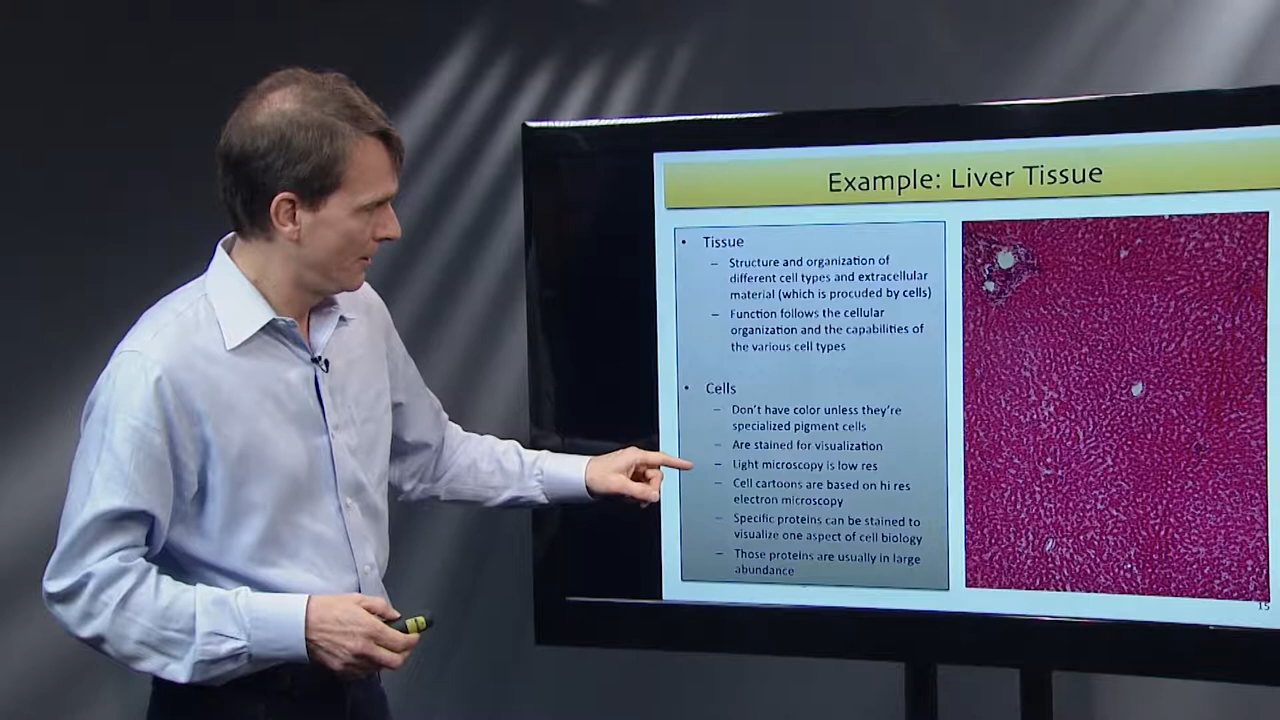 Example: Liver Tissue
• Tissue
– Structure and organization of
different cell types and extracellular
material (which is procuded by cells)
– Function follows the cellular
organization and the capabilities of
the various cell types
• Cells
– Don't have color unless they're
specialized pigment cells
– Are stained for visualization
– Light microscopy is low res
– Cell cartoons are based on hi res
electron microscopy
– Specific proteins can be stained to
visualize one aspect of cell biology
– Those proteins are usually in large
abundance
15